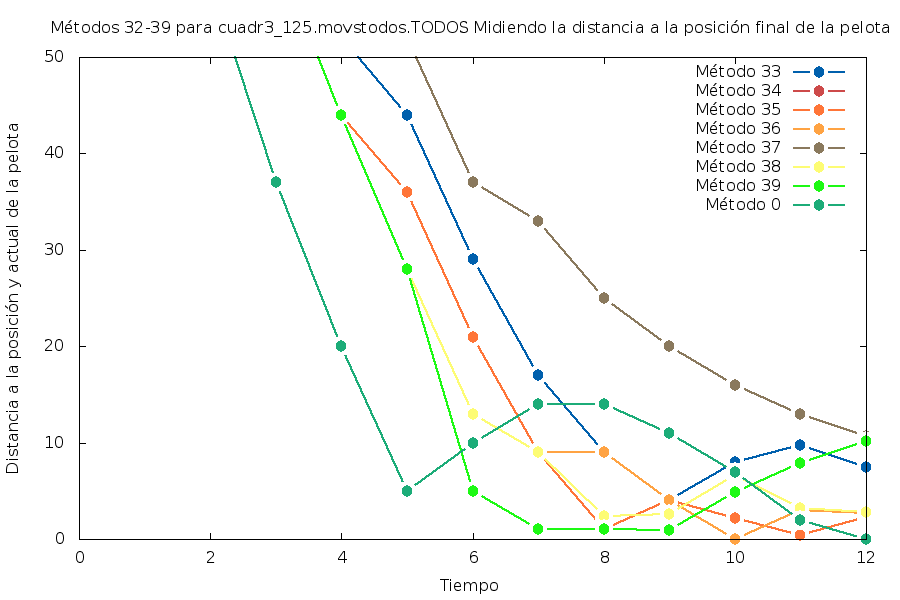 Métodos 32-39 para cuadr3_125.movstodos.TODOS Midiendo la distancia a la posición final de la pelota
Distancia a la posición y actual de la pelota
50
40
30
20
10
0
Método 33
Método 34
Método 35
Método 36
Método 37
Método 38
Método 39
Método 0
0
2
4
6
8
10
12
Tiempo